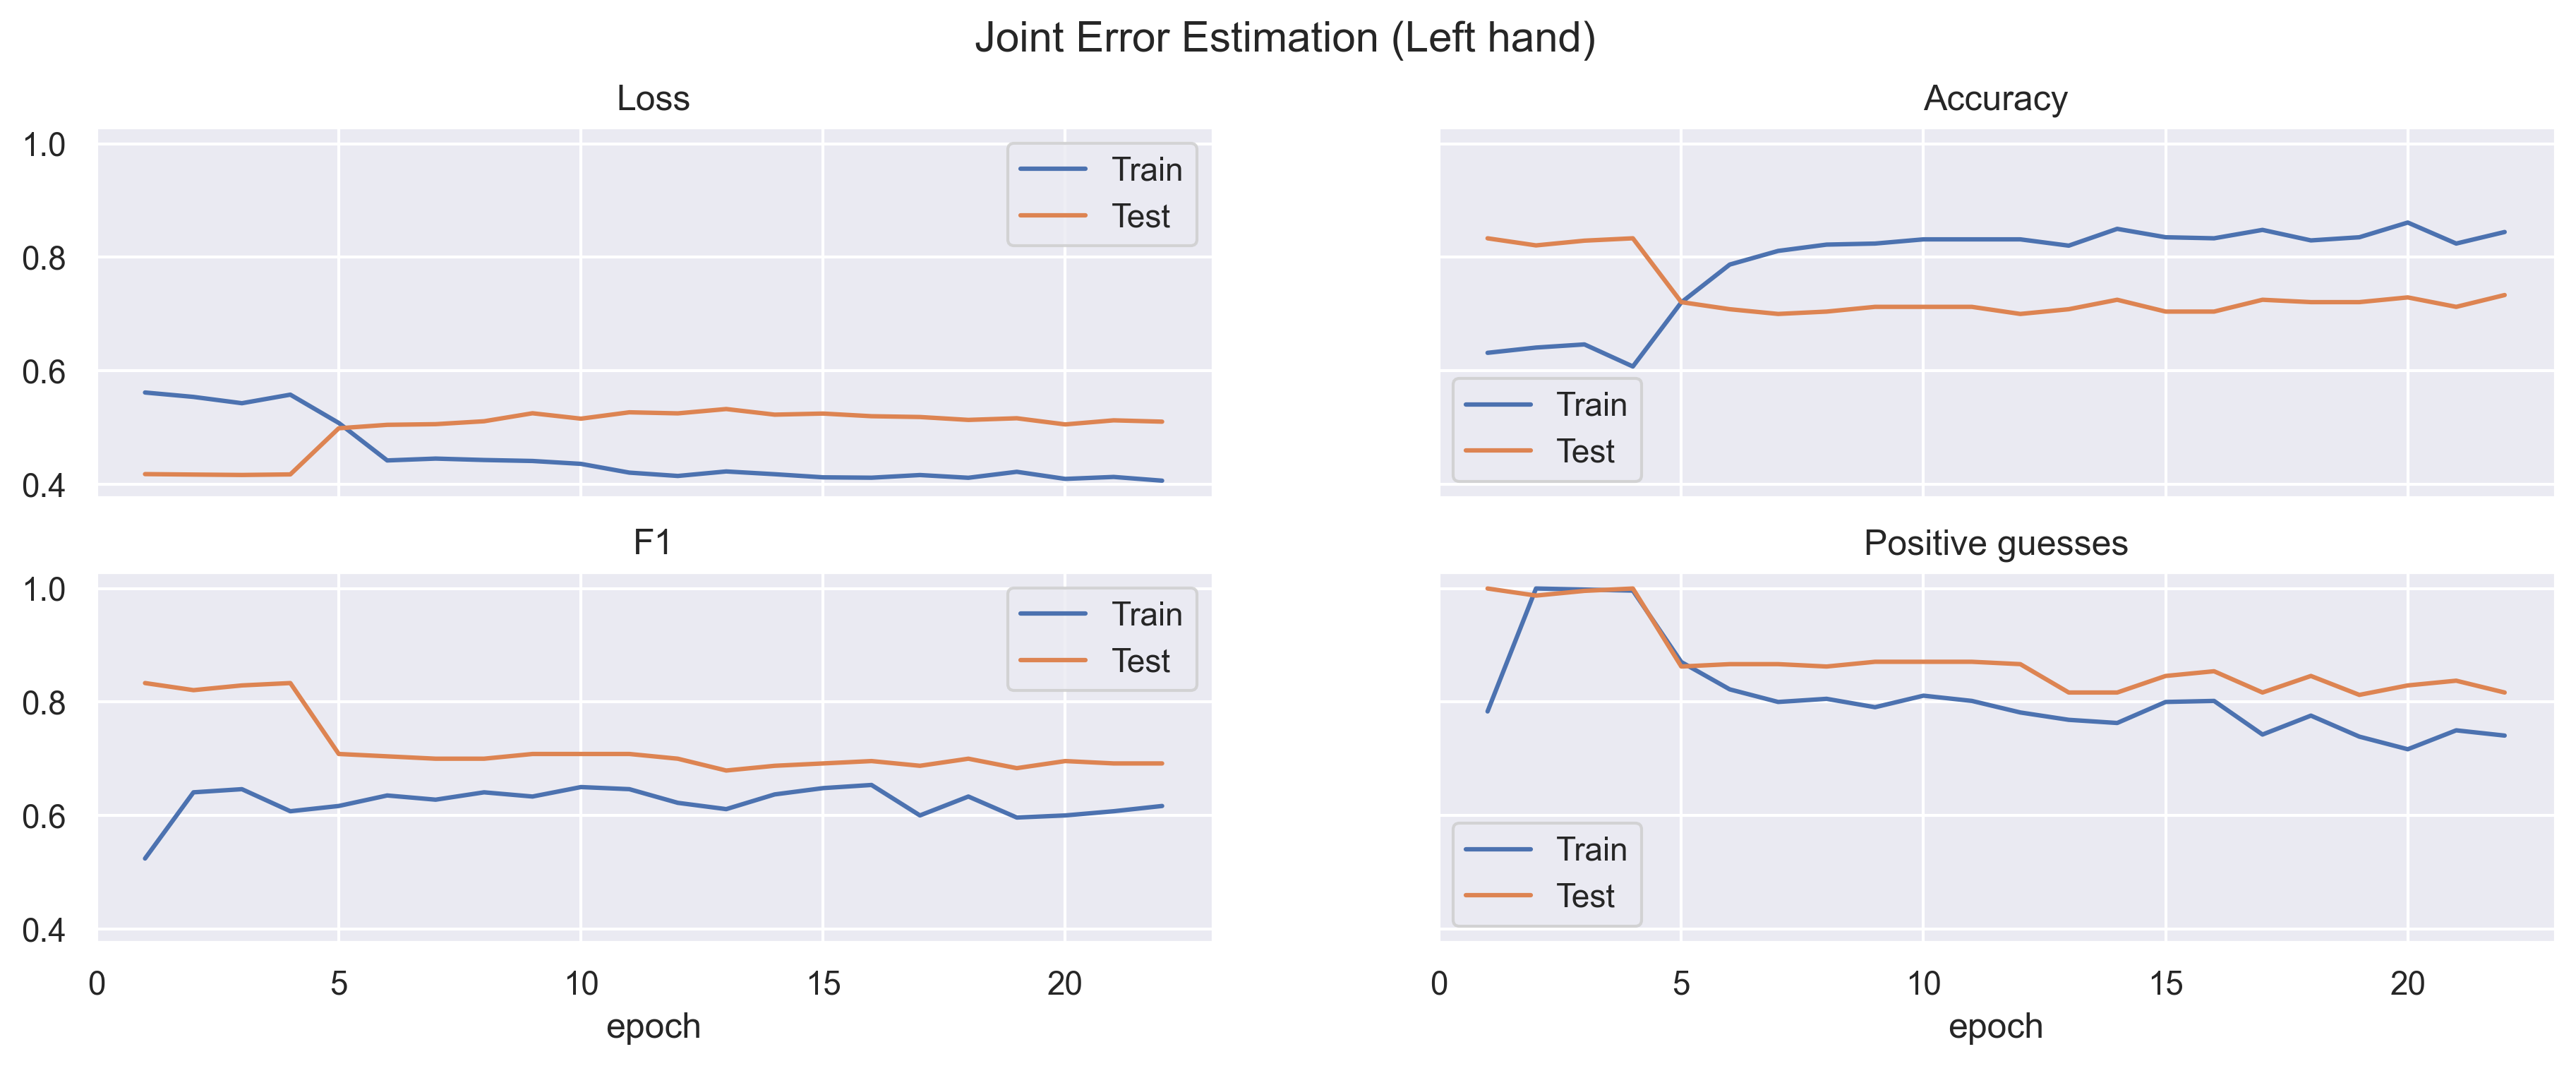 Joint Error Estimation (Left hand)
Loss
1.0
0.8
0.6
0.4
Train
Test
Accuracy
Train
Test
F1
1.0
0.8
0.6
0.4
0 5 10 15 20
epoch
Train
Test
Positive guesses
Train
Test
0 5 10 15 20
epoch